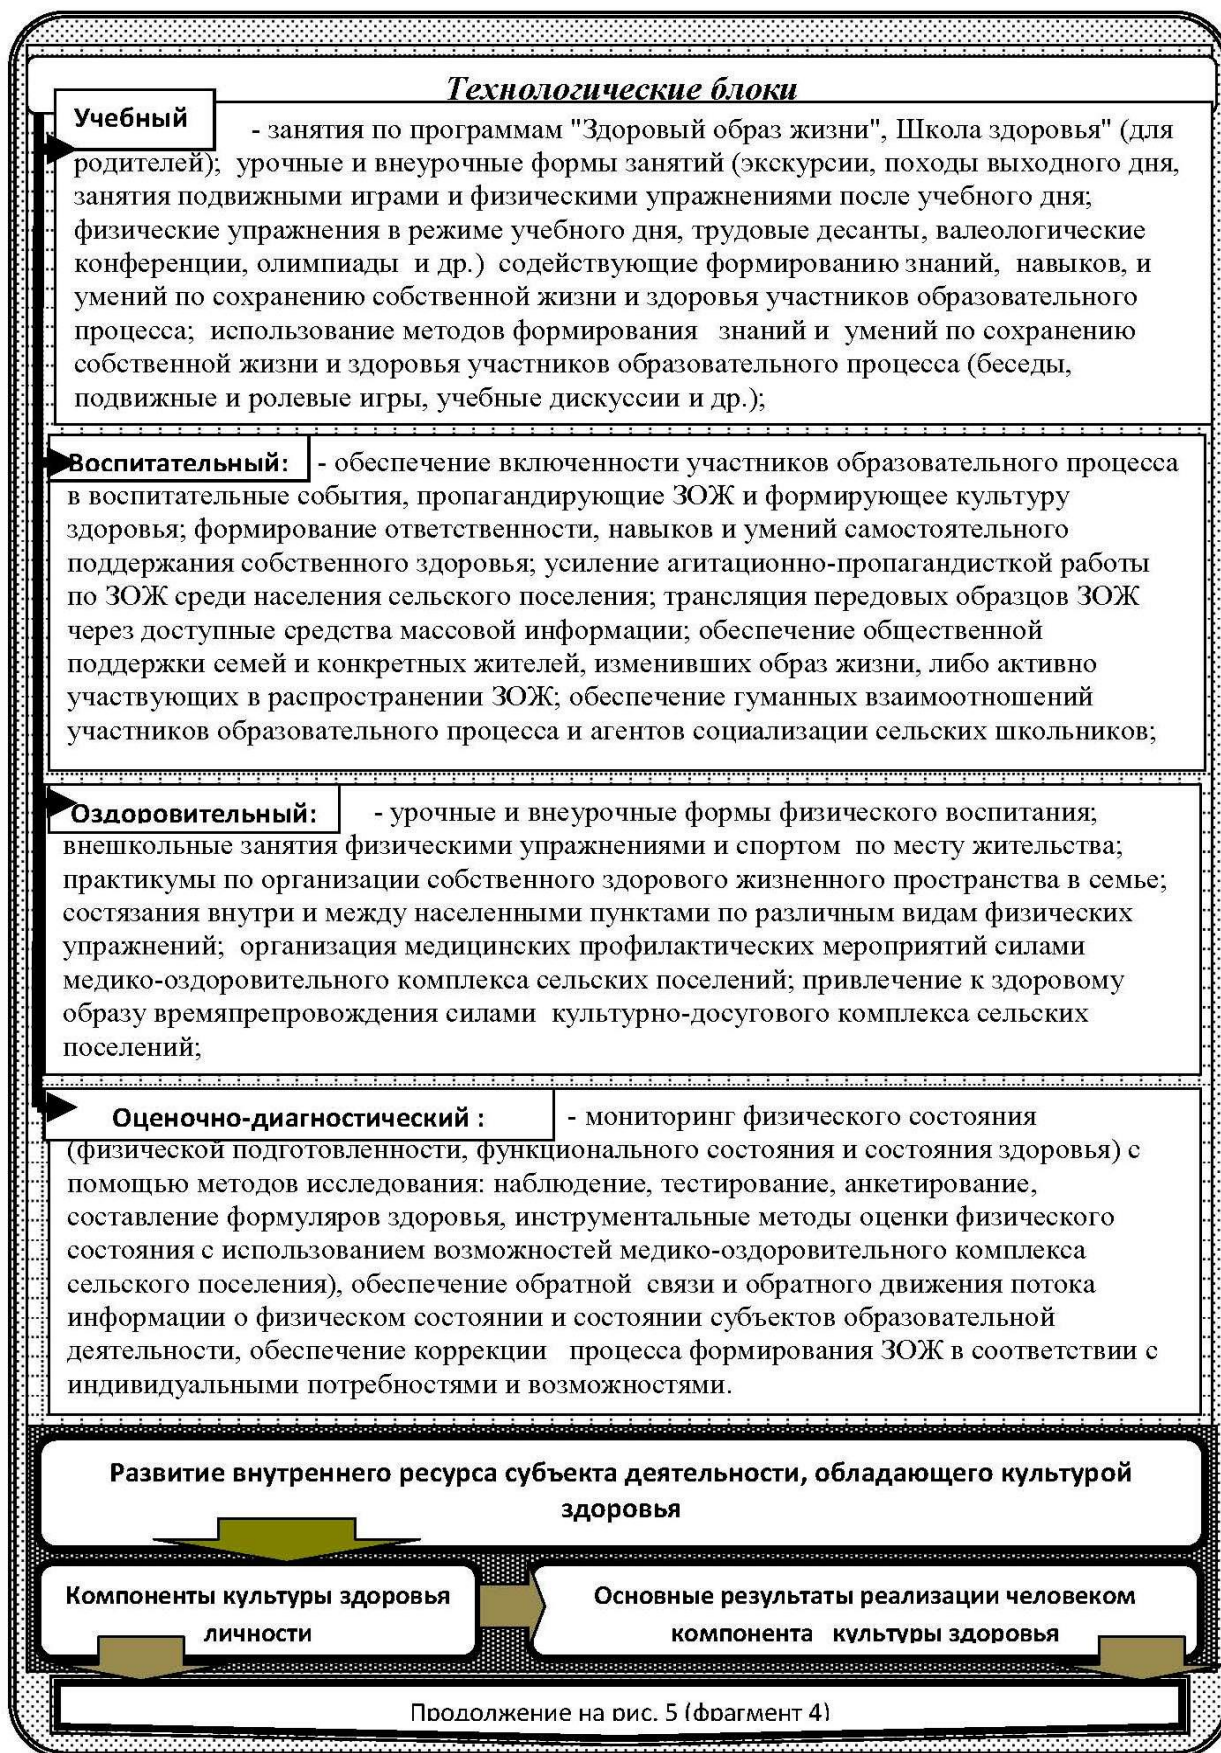 Технологические блоки
Учебный
- занятия по программам "Здоровый образ жизни", Школа здоровья" (для
родителей); урочные и внеурочные формы занятий (экскурсии, походы выходного дня,
занятия подвижными играми и физическими упражнениями после учебного дня;
физические упражнения в режиме учебного дня, трудовые десанты, валеологические
конференции, олимпиады и др.) содействующие формированию знаний, навыков, и
умений по сохранению собственной жизни и здоровья участников образовательного
процесса; использование методов формирования знаний и умений по сохранению
собственной жизни и здоровья участников образовательного процесса (беседы,
подвижные и ролевые игры, учебные дискуссии и др.);
Воспитательный: - обеспечение включенности участников образовательного процесса
в воспитательные события, пропагандирующие ЗОЖ и формирующее культуру
здоровья; формирование ответственности, навыков и умений самостоятельного
поддержания собственного здоровья; усиление агитационно-пропагандисткой работы
по ЗОЖ среди населения сельского поселения; трансляция передовых образцов ЗОЖ
через доступные средства массовой информации; обеспечение общественной
поддержки семей и конкретных жителей, изменивших образ жизни, либо активно
участвующих в распространении ЗОЖ; обеспечение гуманных взаимоотношений
участников образовательного процесса и агентов социализации сельских школьников;
Оздоровительный: - урочные и внеурочные формы физического воспитания;
внешкольные занятия физическими упражнениями и спортом по месту жительства;
практикумы по организации собственного здорового жизненного пространства в семье;
состязания внутри и между населенными пунктами по различным видам физических
упражнений; организация медицинских профилактических мероприятий силами
медико-оздоровительного комплекса сельских поселений; привлечение к здоровому
образу времяпрепровождения силами культурно-досугового комплекса сельских
поселений;
Оценочно-диагностический : - мониторинг физического состояния
(физической подготовленности, функционального состояния и состояния здоровья) с
помощью методов исследования: наблюдение, тестирование, анкетирование,
составление формуляров здоровья, инструментальные методы оценки физического
состояния с использованием возможностей медико-оздоровительного комплекса
сельского поселения), обеспечение обратной связи и обратного движения потока
информации о физическом состоянии и состоянии субъектов образовательной
деятельности, обеспечение коррекции процесса формирования ЗОЖ в соответствии с
индивидуальными потребностями и возможностями.
Развитие внутреннего ресурса субъекта деятельности, обладающего культурой
здоровья
Компоненты культуры здоровья
личности
Основные результаты реализации человеком
компонента культуры здоровья
Продолжение на рис. 5 (фрагмент 4)